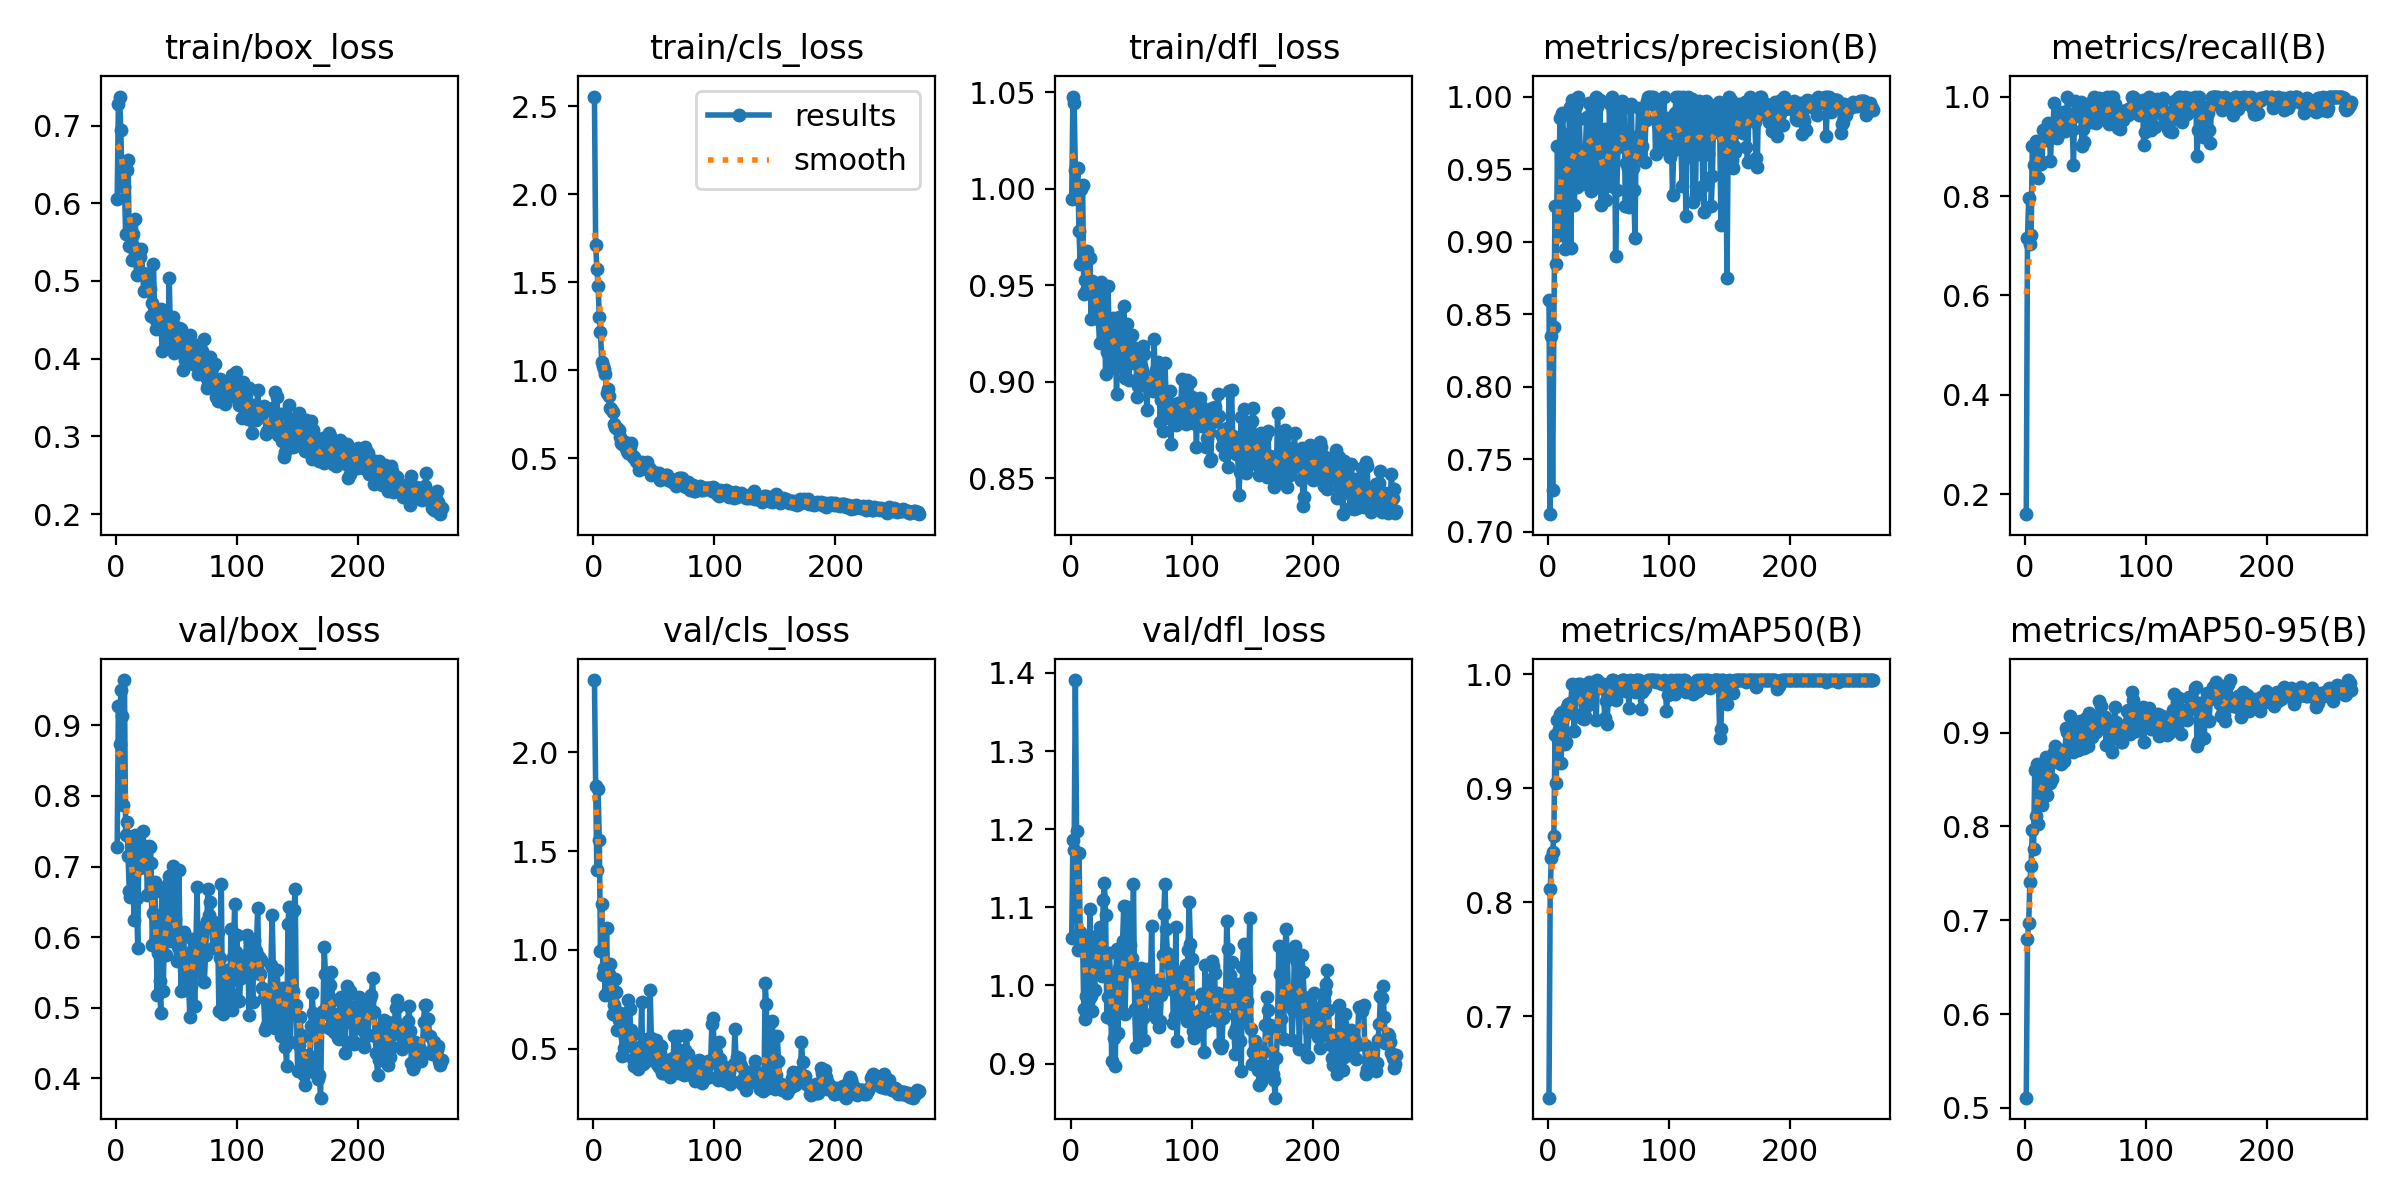 train/box_loss
0.7
0.6
0.5
0.4
0.3
0.2
0 100 200
train/cls_loss
results
smooth
2.5
2.0
1.5
1.0
0.5
0 100 200
train/dfl_loss
1.05
1.00
0.95
0.90
0.85
0 100 200
metrics/precision(B)
1.00
0.95
0.90
0.85
0.80
0.75
0.70
0 100 200
metrics/recall(B)
1.0
0.8
0.6
0.4
0.2
0 100 200
val/box_loss
0.9
0.8
0.7
0.6
0.5
0.4
0 100 200
val/cls_loss
2.0
1.5
1.0
0.5
0 100 200
val/dfl_loss
1.4
1.3
1.2
1.1
1.0
0.9
0 100 200
metrics/mAP50(B)
1.0
0.9
0.8
0.7
0 100 200
metrics/mAP50-95(B)
0.9
0.8
0.7
0.6
0.5
0 100 200